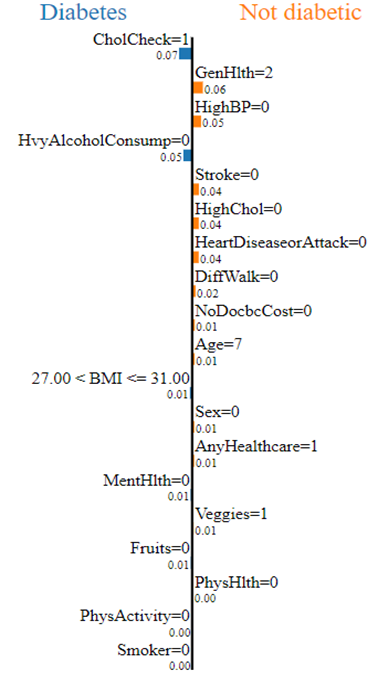 Diabetes Not diabetic
CholCheck=1
0.07
GenHlth=2
0.06
HighBP=0
0.05
HvyAlcoholConsump=0
0.05
Stroke=0
0.04
HighChol=0
0.04
HeartDiseaseorAttack=0
0.04
DiffWalk=0
0.02
NoDocbcCost=0
0.01
Age=7
0.01
27.00 < BMI <= 31.00
0.01
Sex=0
0.01
AnyHealthcare=1
0.01
MentHlth=0
0.01
Veggies=1
0.01
Fruits=0
0.01
PhysHlth=0
0.00
PhysActivity=0
0.00
Smoker=0
0.00